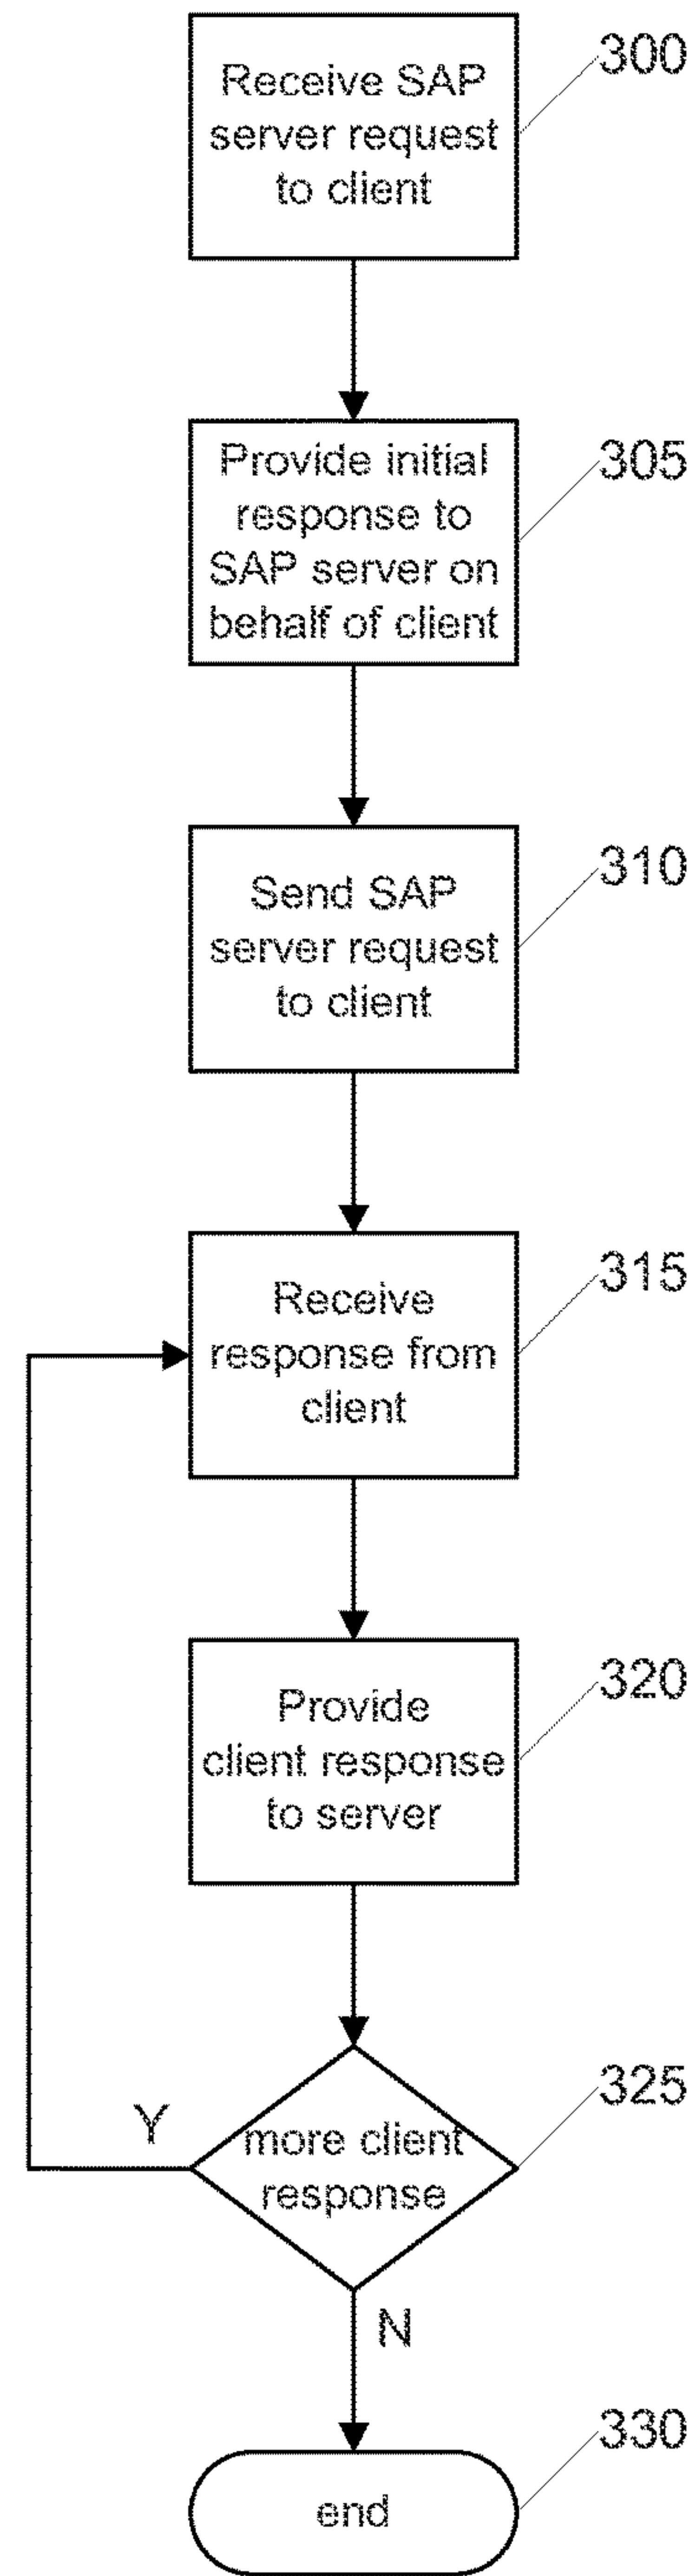 300
Receive SAP
server request
to client
305
Provide initial
response to
SAP server on
behalf of client
310
Send SAP
server request
to client
315
Receive
response from
client
320
Provide
client response
to server
325
more client
response
Y
N
330
end